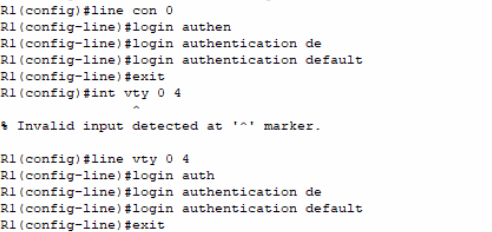 R1(config)#line con 0
R1(config-line)#login authen
R1(config-line)#login authentication de
R1(config-line)#login authentication default
R1(config-line)#exit
R1(config)#int vty 0 4
^
% Invalid input detected at '^' marker.
R1(config)#line vty 0 4
R1(config-line)#login auth
R1(config-line)#login authentication de
R1(config-line)#login authentication default
R1(config-line)#exit